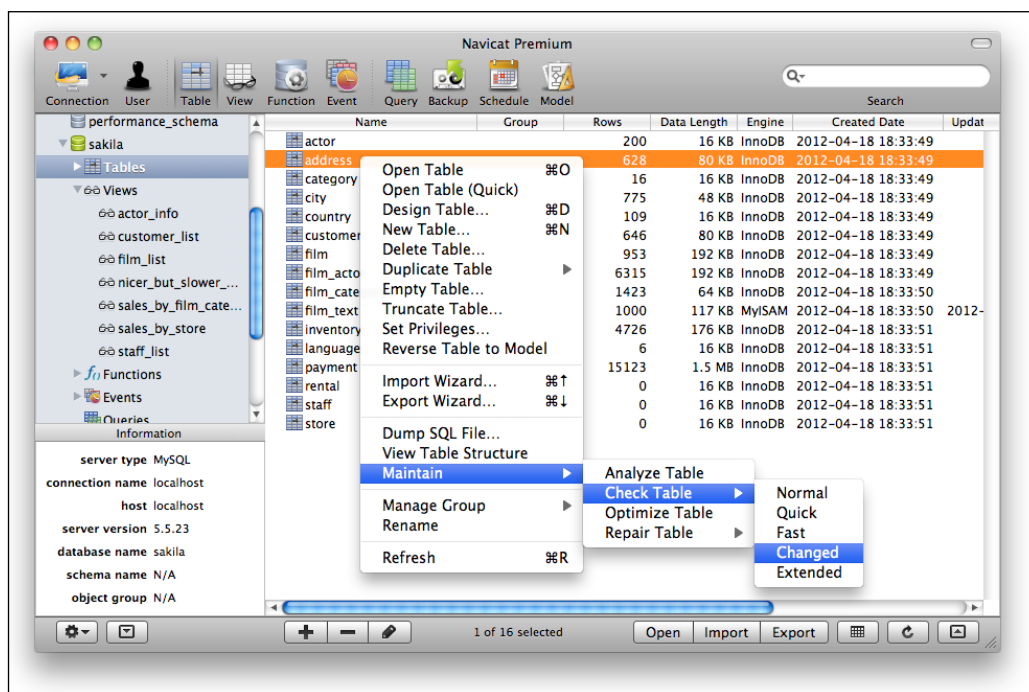 Navicat Premium
Connection User Table View Function Event Query Backup Schedule Model Search
performance_schema
sakila
Tables
Views
actor_info
customer_list
film_list
nicer_but_slower_...
sales_by_film_cate...
sales_by_store
staff_list
Functions
Events
Queries
Information
server type MySQL
connection name localhost
host localhost
server version 5.5.23
database name sakila
schema name N/A
object group N/A
Name Group Rows Data Length Engine Created Date Updat
actor 200 16 KB InnoDB 2012-04-18 18:33:49
address 628 80 KB InnoDB 2012-04-18 18:33:49
category 16 16 KB InnoDB 2012-04-18 18:33:49
city 775 48 KB InnoDB 2012-04-18 18:33:49
country 109 16 KB InnoDB 2012-04-18 18:33:49
customer 646 80 KB InnoDB 2012-04-18 18:33:49
film 953 192 KB InnoDB 2012-04-18 18:33:49
film_acto 6315 192 KB InnoDB 2012-04-18 18:33:49
film_cate 1423 64 KB InnoDB 2012-04-18 18:33:50
film_text 1000 117 KB MyISAM 2012-04-18 18:33:50 2012-
inventory 4726 176 KB InnoDB 2012-04-18 18:33:51
language 6 16 KB InnoDB 2012-04-18 18:33:51
payment 15123 1.5 MB InnoDB 2012-04-18 18:33:51
rental 0 16 KB InnoDB 2012-04-18 18:33:51
staff 0 16 KB InnoDB 2012-04-18 18:33:51
store 0 16 KB InnoDB 2012-04-18 18:33:51
Open Table ⌘O
Open Table (Quick)
Design Table... ⌘D
New Table... ⌘N
Delete Table...
Duplicate Table
Empty Table...
Truncate Table...
Set Privileges...
Reverse Table to Model
Import Wizard... ⌘↑
Export Wizard... ⌘↓
Dump SQL File...
View Table Structure
Maintain
Manage Group
Rename
Refresh ⌘R
Analyze Table
Check Table
Optimize Table
Repair Table
Normal
Quick
Fast
Changed
Extended
1 of 16 selected
Open Import Export